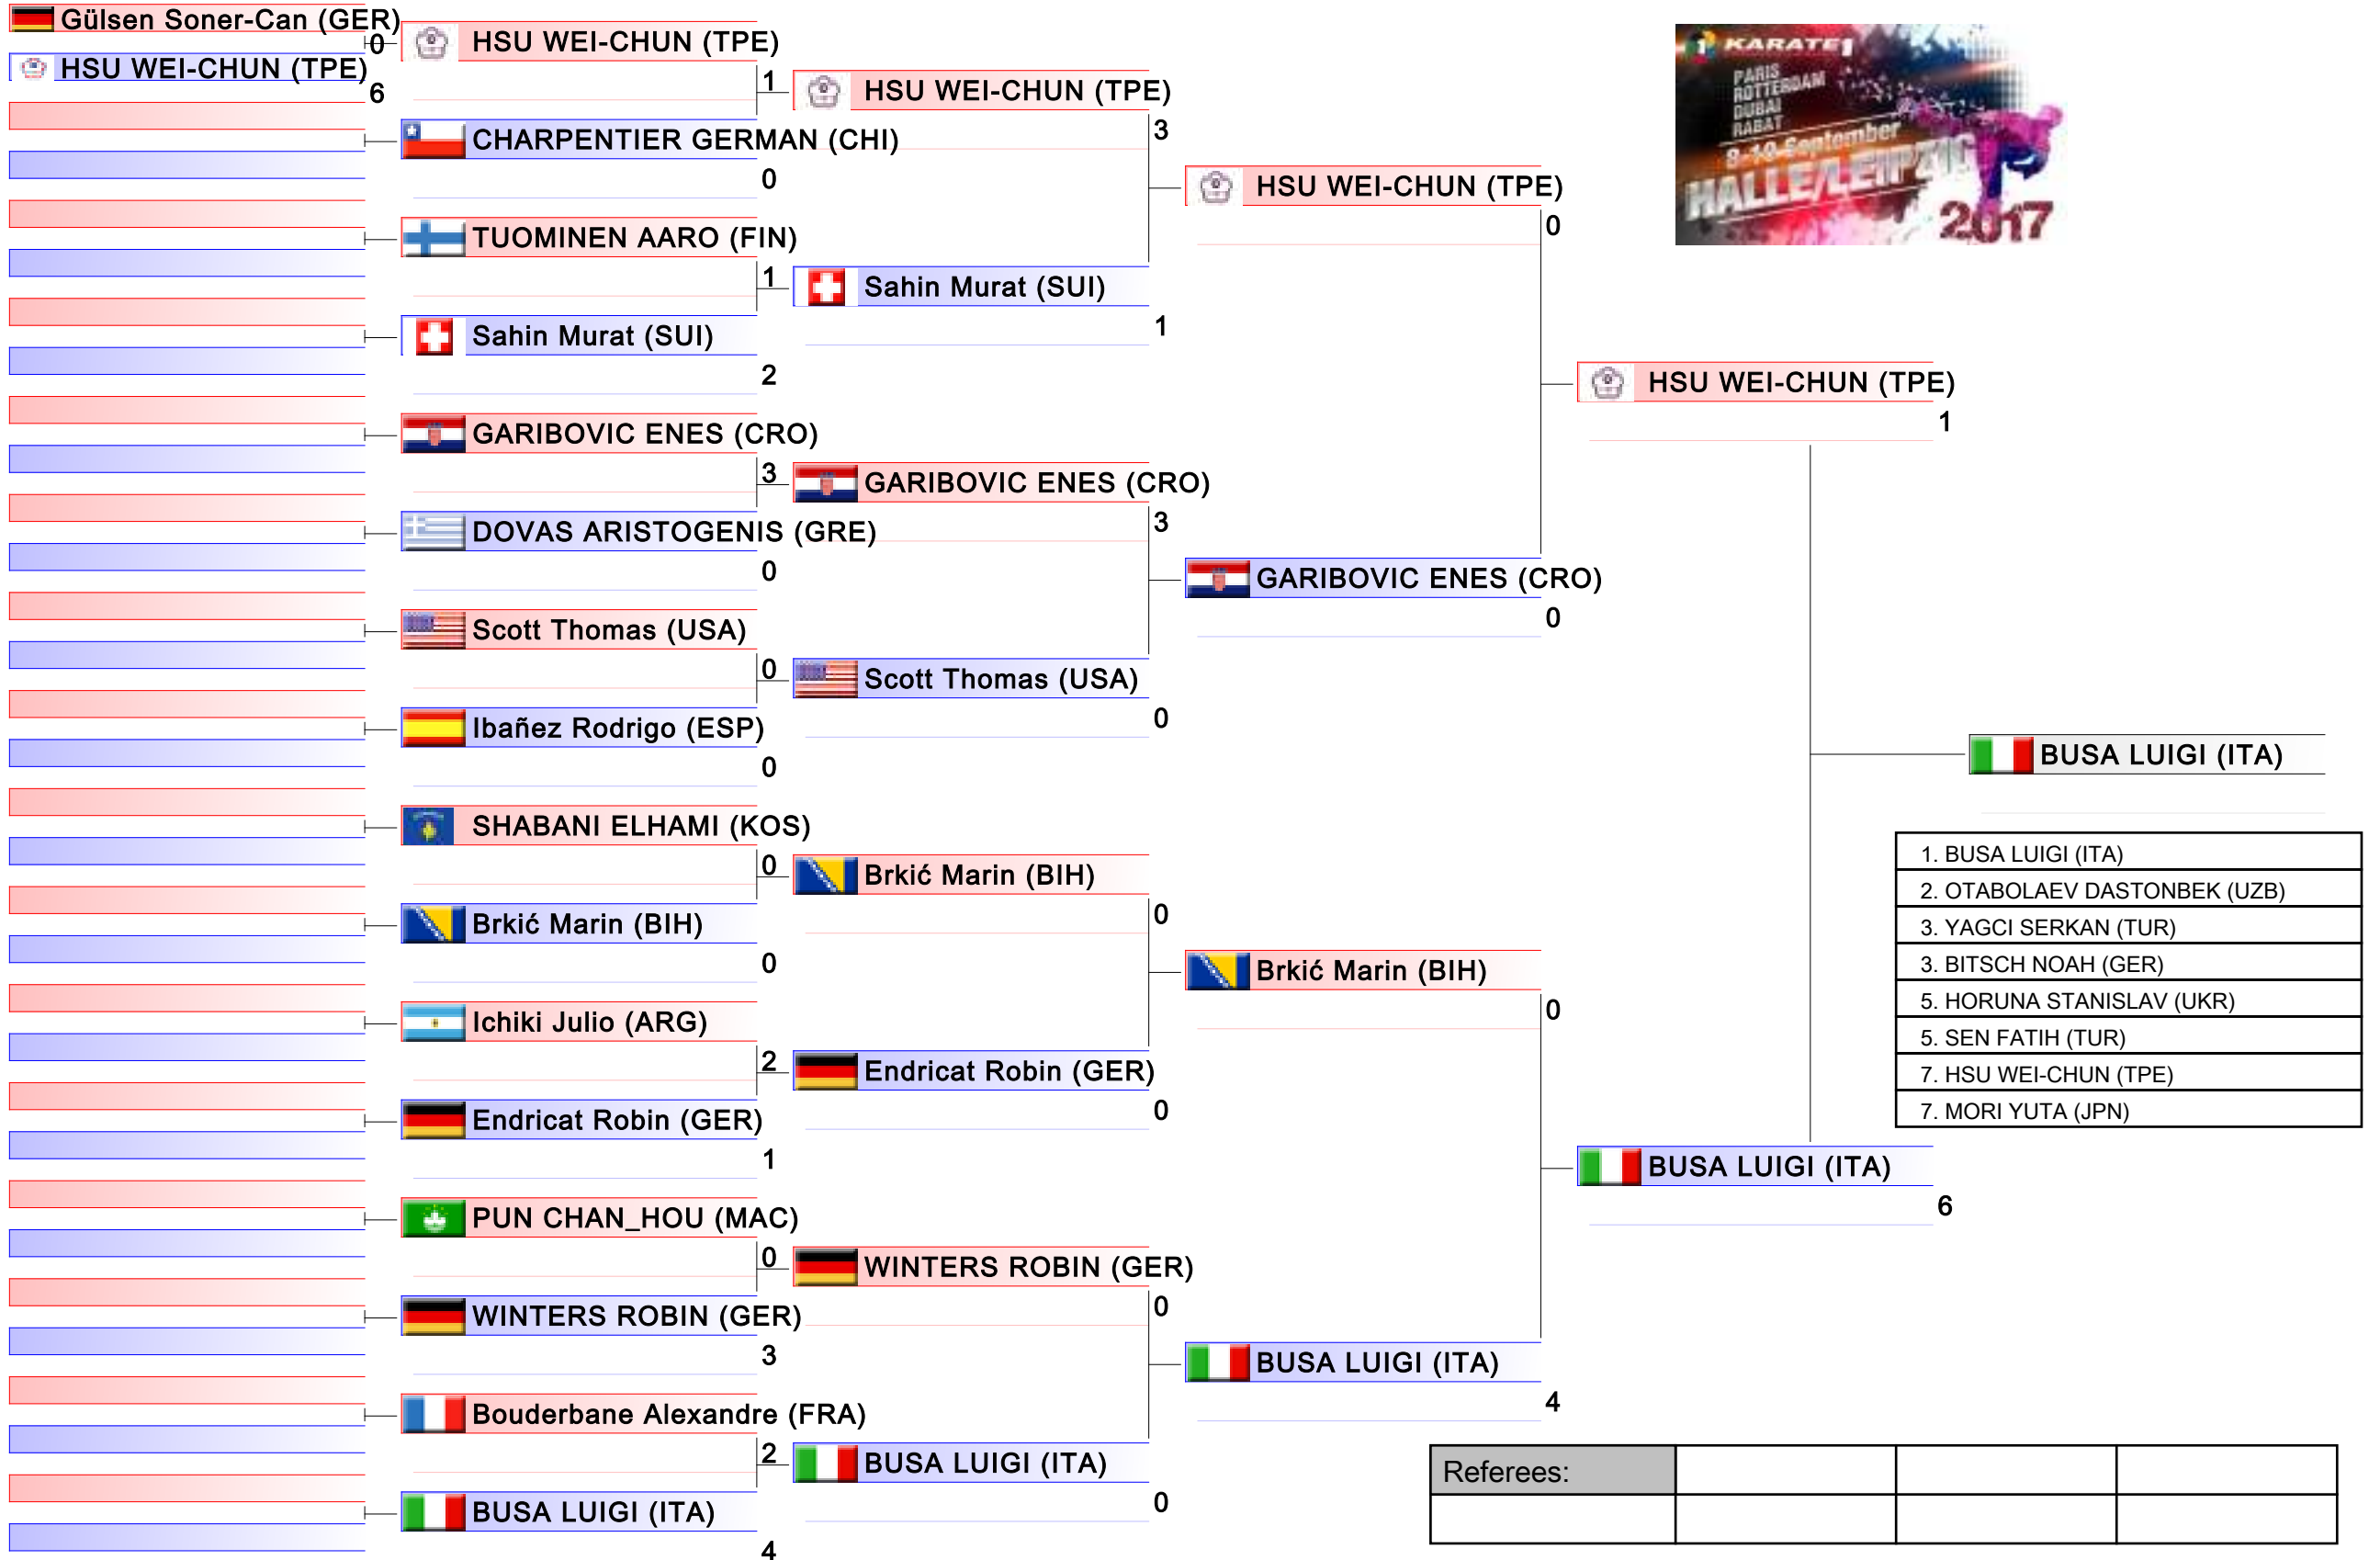 Gülsen Soner-Can (GER)
0
HSU WEI-CHUN (TPE)
6
HSU WEI-CHUN (TPE)
1
CHARPENTIER GERMAN (CHI)
0
TUOMINEN AARO (FIN)
1
Sahin Murat (SUI)
2
GARIBOVIC ENES (CRO)
3
DOVAS ARISTOGENIS (GRE)
0
Scott Thomas (USA)
0
Ibañez Rodrigo (ESP)
0
SHABANI ELHAMI (KOS)
0
Brkić Marin (BIH)
0
Ichiki Julio (ARG)
2
Endricat Robin (GER)
1
PUN CHAN_HOU (MAC)
0
WINTERS ROBIN (GER)
3
Bouderbane Alexandre (FRA)
2
BUSA LUIGI (ITA)
4
HSU WEI-CHUN (TPE)
3
Sahin Murat (SUI)
1
GARIBOVIC ENES (CRO)
3
Scott Thomas (USA)
0
Brkić Marin (BIH)
0
Endricat Robin (GER)
0
WINTERS ROBIN (GER)
0
BUSA LUIGI (ITA)
0
HSU WEI-CHUN (TPE)
0
GARIBOVIC ENES (CRO)
0
Brkić Marin (BIH)
0
BUSA LUIGI (ITA)
4
HSU WEI-CHUN (TPE)
1
BUSA LUIGI (ITA)
6
BUSA LUIGI (ITA)
KARATE1
PARIS
ROTTERDAM
DUBAI
RABAT
8-10 September
HALLE/LEIPZIG
2017
1. BUSA LUIGI (ITA)
2. OTABOLAEV DASTONBEK (UZB)
3. YAGCI SERKAN (TUR)
3. BITSCH NOAH (GER)
5. HORUNA STANISLAV (UKR)
5. SEN FATIH (TUR)
7. HSU WEI-CHUN (TPE)
7. MORI YUTA (JPN)
Referees: